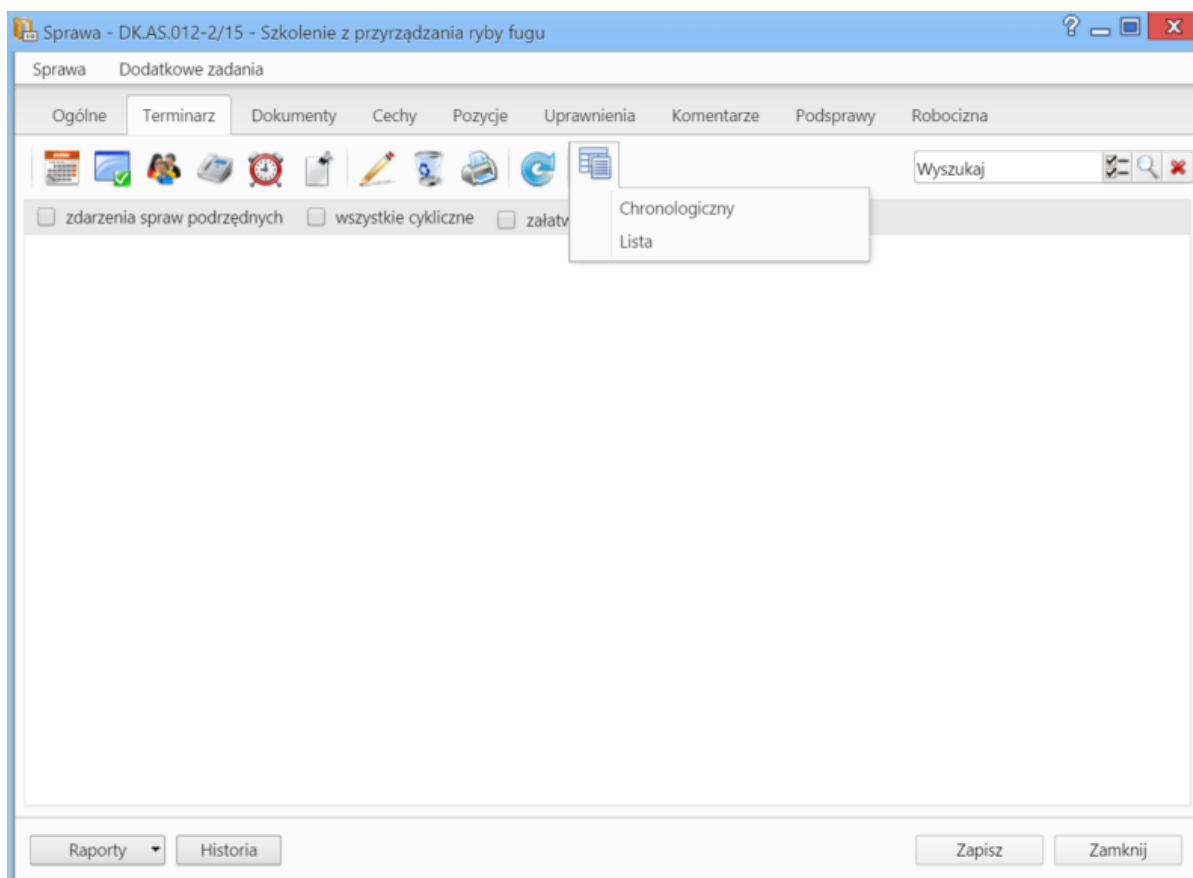 Sprawa - DK.AS.012-2/15 - Szkolenie z przyrządzania ryby fugu
Sprawa Dodatkowe zadania
Ogólne Terminarz Dokumenty Cechy Pozycje Uprawnienia Komentarze Podsprawy Robocizna
Wyszukaj
zdarzenia spraw podrzędnych wszystkie cykliczne załatw
Chronologiczny
Lista
Raporty Historia Zapisz Zamknij